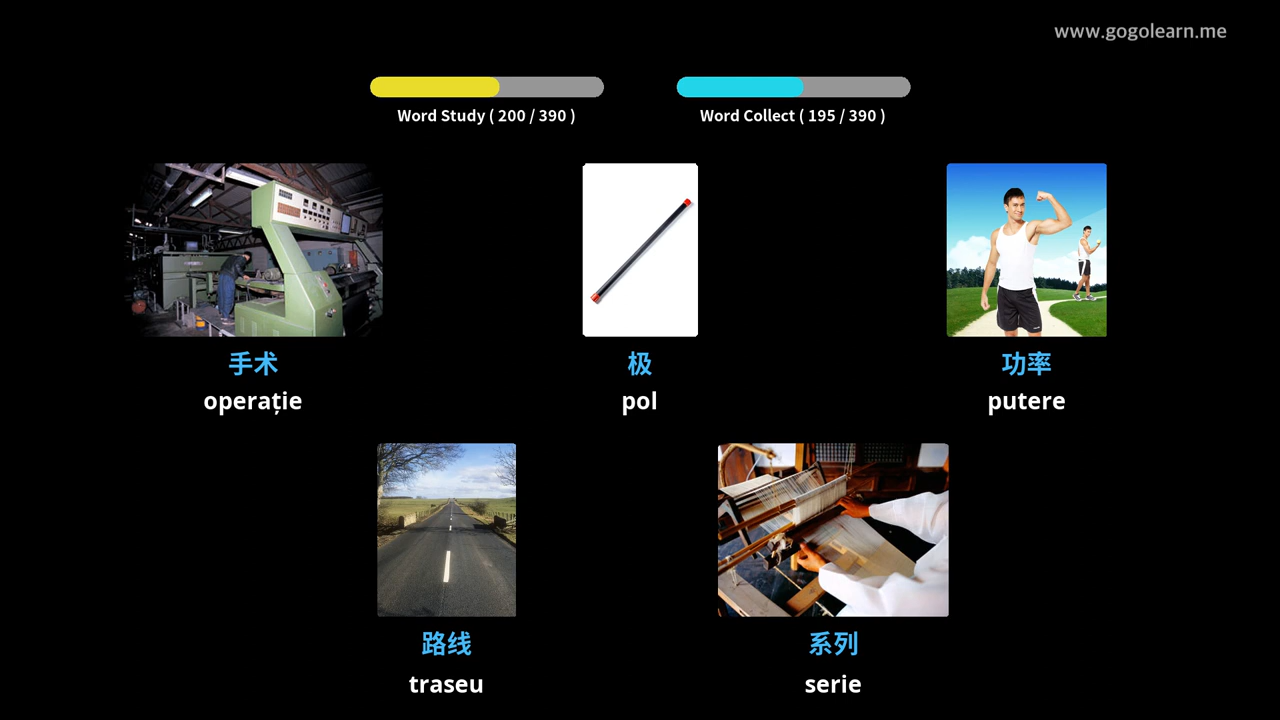 www.gogolearn.me
Word Study ( 200 / 390 )
Word Collect ( 195 / 390 )
手术
operație
极
pol
功率
putere
路线
traseu
系列
serie